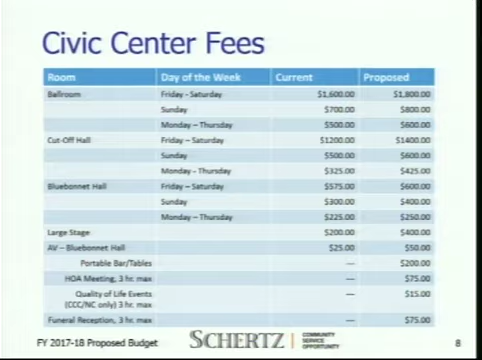 Civic Center Fees
Room Day of the Week Current Proposed
Ballroom Friday - Saturday $1,600.00 $1,800.00
Sunday $700.00 $800.00
Monday – Thursday $500.00 $600.00
Cut-Off Hall Friday – Saturday $1200.00 $1400.00
Sunday $500.00 $600.00
Monday - Thursday $325.00 $425.00
Bluebonnet Hall Friday – Saturday $575.00 $600.00
Sunday $300.00 $400.00
Monday – Thursday $225.00 $250.00
Large Stage $200.00 $400.00
AV – Bluebonnet Hall $25.00 $50.00
Portable Bar/Tables — $200.00
HOA Meeting, 3 hr. max — $75.00
Quality of Life Events — $15.00
(CCC/NC only) 3 hr. max
Funeral Reception, 3 hr. max — $75.00
FY 2017-18 Proposed Budget SCHERTZ COMMUNITY
SERVICE
OPPORTUNITY 8